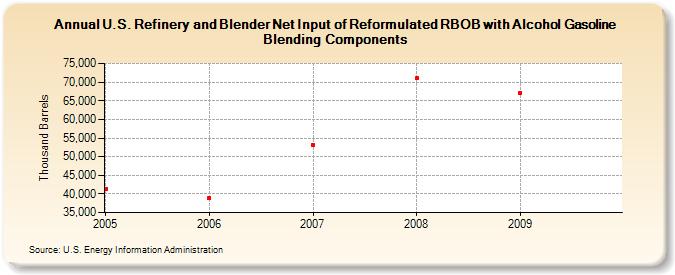 Annual U.S. Refinery and Blender Net Input of Reformulated RBOB with Alcohol Gasoline
Blending Components
Thousand Barrels
75,000
70,000
65,000
60,000
55,000
50,000
45,000
40,000
35,000
2005 2006 2007 2008 2009
Source: U.S. Energy Information Administration